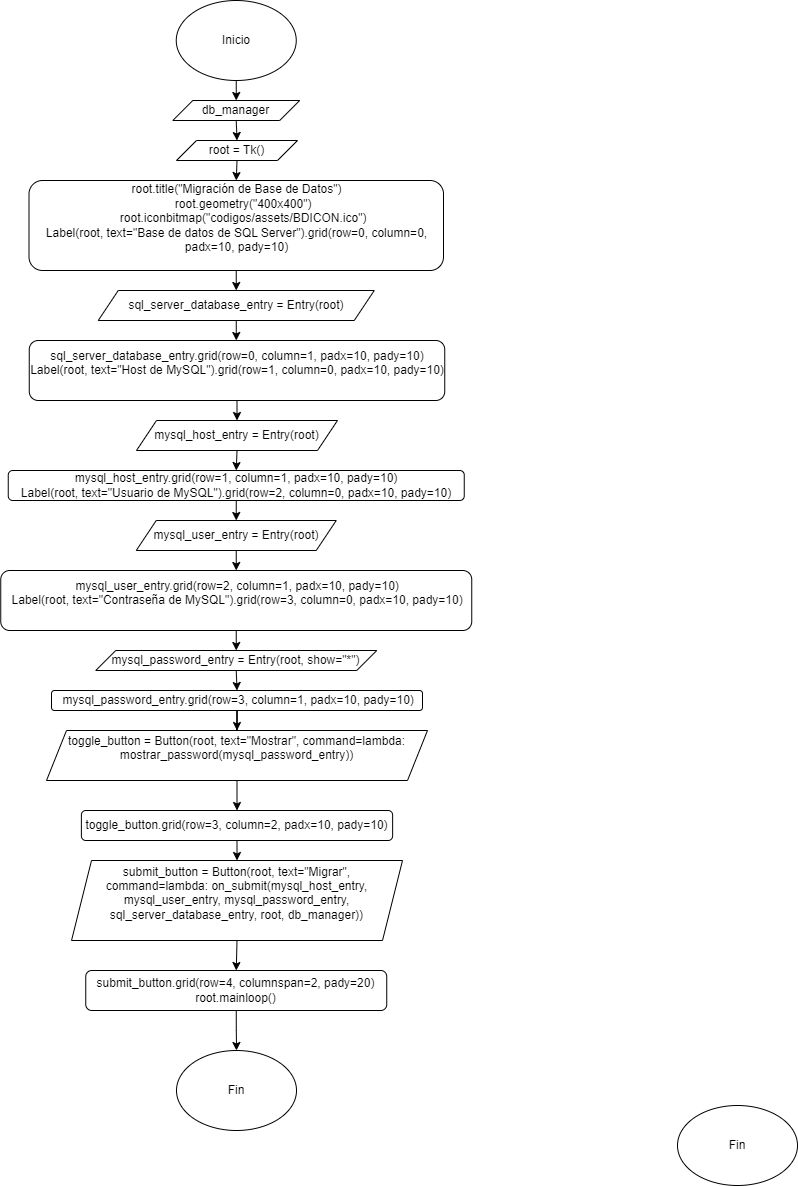 Inicio
db_manager
root = Tk()
root.title("Migración de Base de Datos")
root.geometry("400x400")
root.iconbitmap("codigos/assets/BDICON.ico")
Label(root, text="Base de datos de SQL Server").grid(row=0, column=0,
padx=10, pady=10)
sql_server_database_entry = Entry(root)
sql_server_database_entry.grid(row=0, column=1, padx=10, pady=10)
Label(root, text="Host de MySQL").grid(row=1, column=0, padx=10, pady=10)
mysql_host_entry = Entry(root)
mysql_host_entry.grid(row=1, column=1, padx=10, pady=10)
Label(root, text="Usuario de MySQL").grid(row=2, column=0, padx=10, pady=10)
mysql_user_entry = Entry(root)
mysql_user_entry.grid(row=2, column=1, padx=10, pady=10)
Label(root, text="Contraseña de MySQL").grid(row=3, column=0, padx=10, pady=10)
mysql_password_entry = Entry(root, show="*")
mysql_password_entry.grid(row=3, column=1, padx=10, pady=10)
toggle_button = Button(root, text="Mostrar", command=lambda:
mostrar_password(mysql_password_entry))
toggle_button.grid(row=3, column=2, padx=10, pady=10)
submit_button = Button(root, text="Migrar",
command=lambda: on_submit(mysql_host_entry,
mysql_user_entry, mysql_password_entry,
sql_server_database_entry, root, db_manager))
submit_button.grid(row=4, columnspan=2, pady=20)
root.mainloop()
Fin
Fin